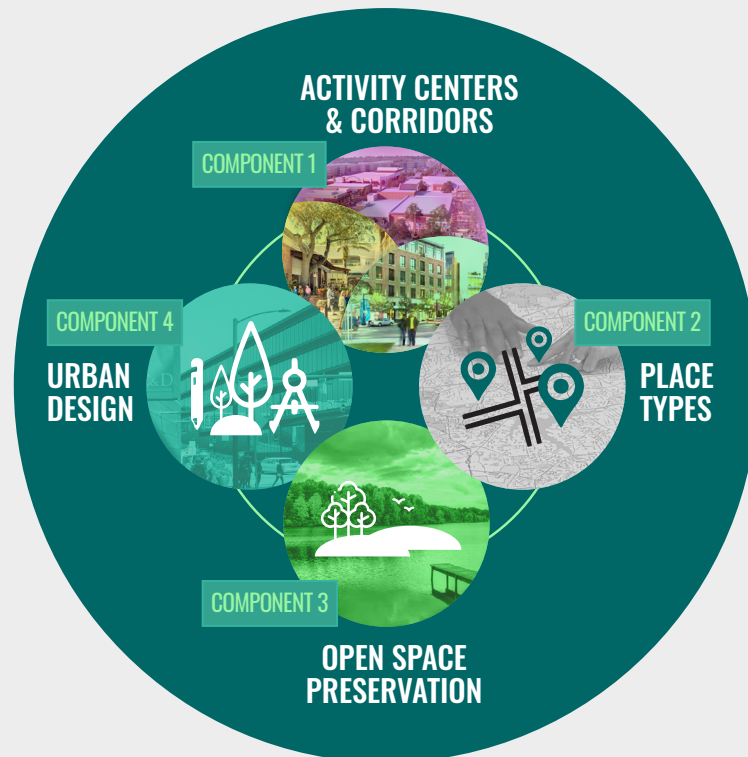 ACTIVITY CENTERS
& CORRIDORS
COMPONENT 1
COMPONENT 4
COMPONENT 2
URBAN
DESIGN
PLACE
TYPES
COMPONENT 3
OPEN SPACE
PRESERVATION